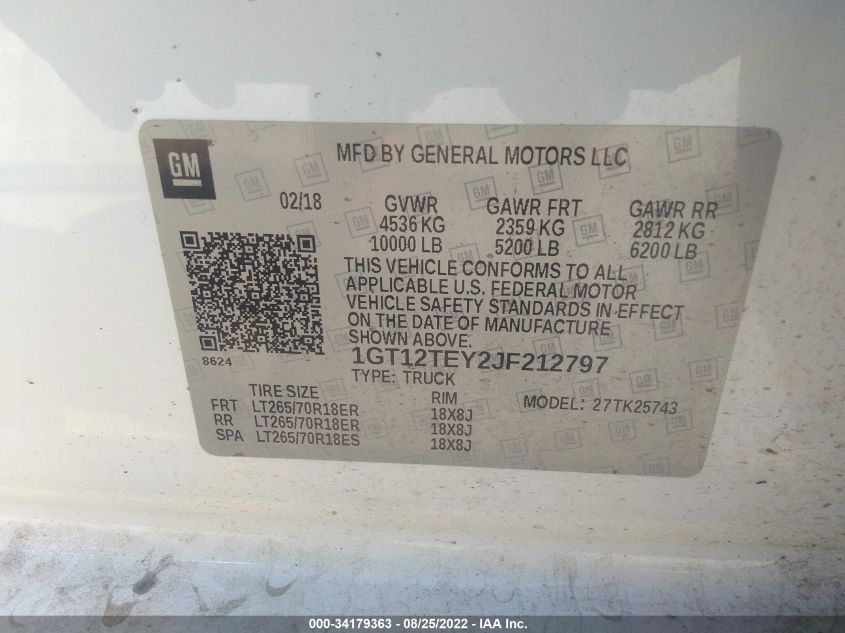 GM
MFD BY GENERAL MOTORS LLC
02/18 GVWR GAWR FRT GAWR RR
4536 KG 2359 KG 2812 KG
10000 LB 5200 LB 6200 LB
THIS VEHICLE CONFORMS TO ALL
APPLICABLE U.S. FEDERAL MOTOR
VEHICLE SAFETY STANDARDS IN EFFECT
ON THE DATE OF MANUFACTURE
SHOWN ABOVE.
8624
1GT12TEY2JF212797
TYPE: TRUCK
TIRE SIZE RIM MODEL: 27TK25743
FRT LT265/70R18ER 18X8J
RR LT265/70R18ER 18X8J
SPA LT265/70R18ES 18X8J
000-34179363 - 08/25/2022 - IAA Inc.